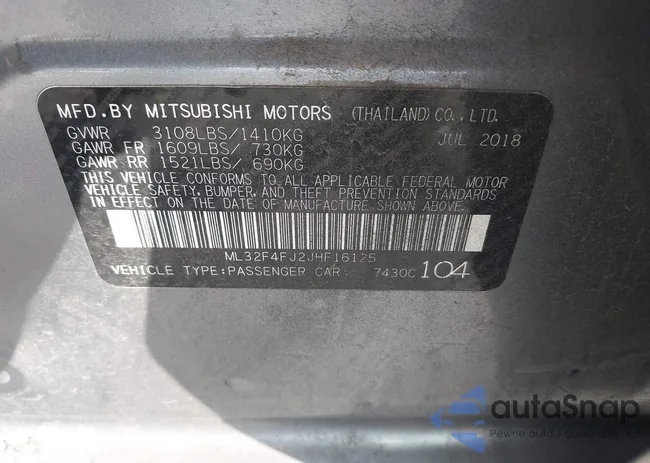 MFD.BY MITSUBISHI MOTORS (THAILAND)CO.,LTD.
GVWR 3108LBS/1410KG JUL 2018
GAWR FR 1609LBS/ 730KG
GAWR RR 1521LBS/ 690KG
THIS VEHICLE CONFORMS TO ALL APPLICABLE FEDERAL MOTOR
VEHICLE SAFETY, BUMPER, AND THEFT PREVENTION STANDARDS
IN EFFECT ON THE DATE OF MANUFACTURE SHOWN ABOVE.
ML32F4FJ2JHF16125
VEHICLE TYPE:PASSENGER CAR 7430C 104
autoSnap
Pewne auto z